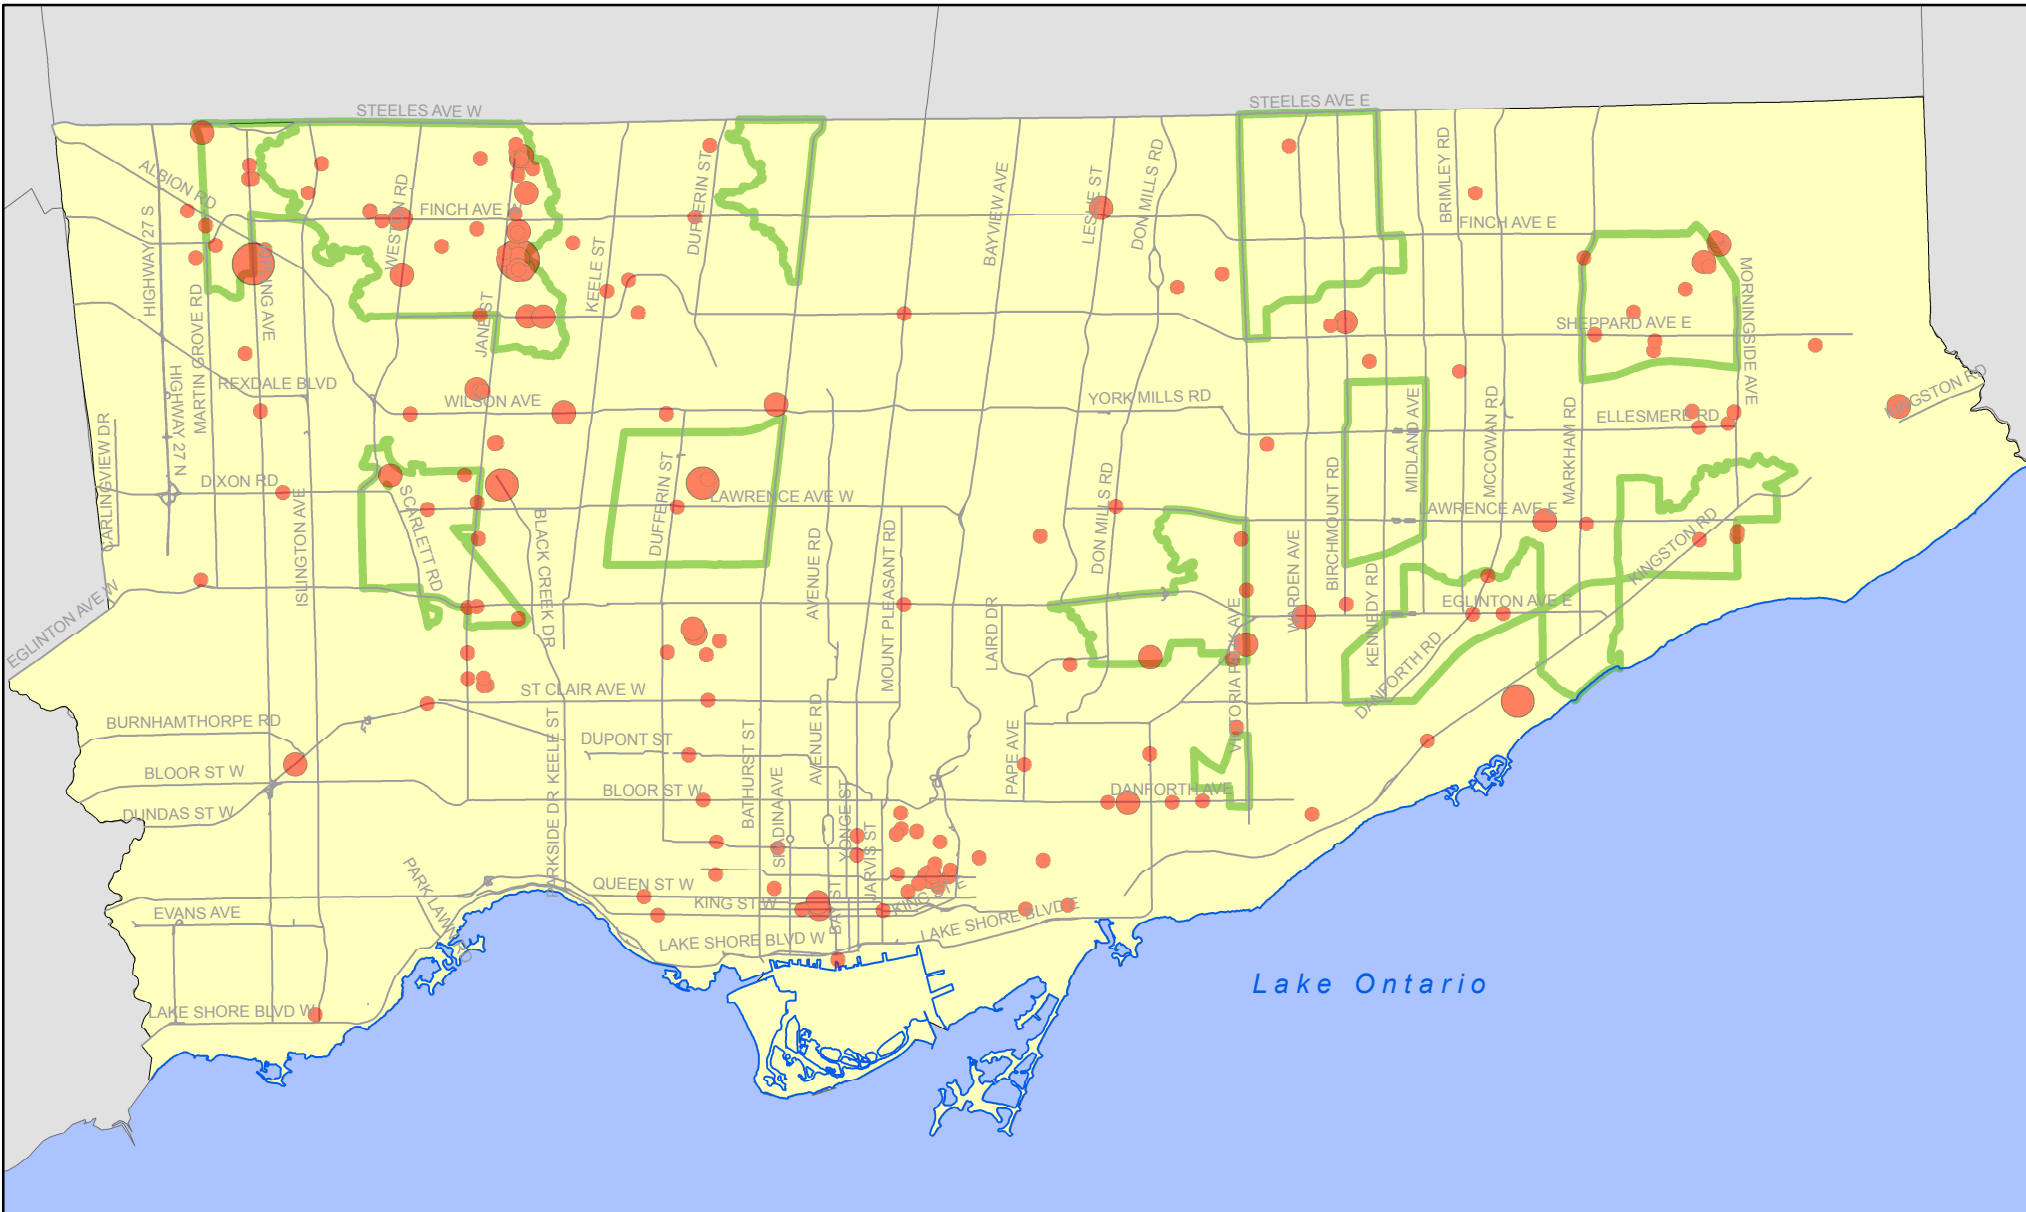 STEELES AVE W
STEELES AVE E
ALBION RD
HIGHWAY 27 S
WESTON RD
FINCH AVE W
DUFFERIN ST
BAYVIEW AVE
LESLIE ST
DON MILLS RD
BRIMLEY RD
FINCH AVE E
KIPLING AVE
MARTIN GROVE RD
JANE ST
KEELE ST
SHEPPARD AVE E
MORNINGSIDE AVE
HIGHWAY 27 N
REXDALE BLVD
WILSON AVE
YORK MILLS RD
MIDLAND AVE
MCCOWAN RD
MARKHAM RD
ELLESMERE RD
KINGSTON RD
CARLINGVIEW DR
DIXON RD
ISLINGTON AVE
SCARLETT RD
BLACK CREEK DR
DUFFERIN ST
LAWRENCE AVE W
AVENUE RD
MOUNT PLEASANT RD
DON MILLS RD
BIRCHMOUNT RD
WARDEN AVE
LAWRENCE AVE E
KINGSTON RD
EGLINTON AVE W
LAIRD DR
VICTORIA PARK AVE
KENNEDY RD
EGLINTON AVE E
DANFORTH RD
ST CLAIR AVE W
BURNHAMTHORPE RD
PARKSIDE DR
KEELE ST
DUPONT ST
BATHURST ST
AVENUE RD
PAPE AVE
BLOOR ST W
BLOOR ST W
SPADINA AVE
YONGE ST
JARVIS ST
DANFORTH AVE
DUNDAS ST W
PARK LAWN RD
QUEEN ST W
KING ST W
BAY ST
KING ST E
EVANS AVE
LAKE SHORE BLVD W
LAKE SHORE BLVD E
LAKE SHORE BLVD W
Lake Ontario